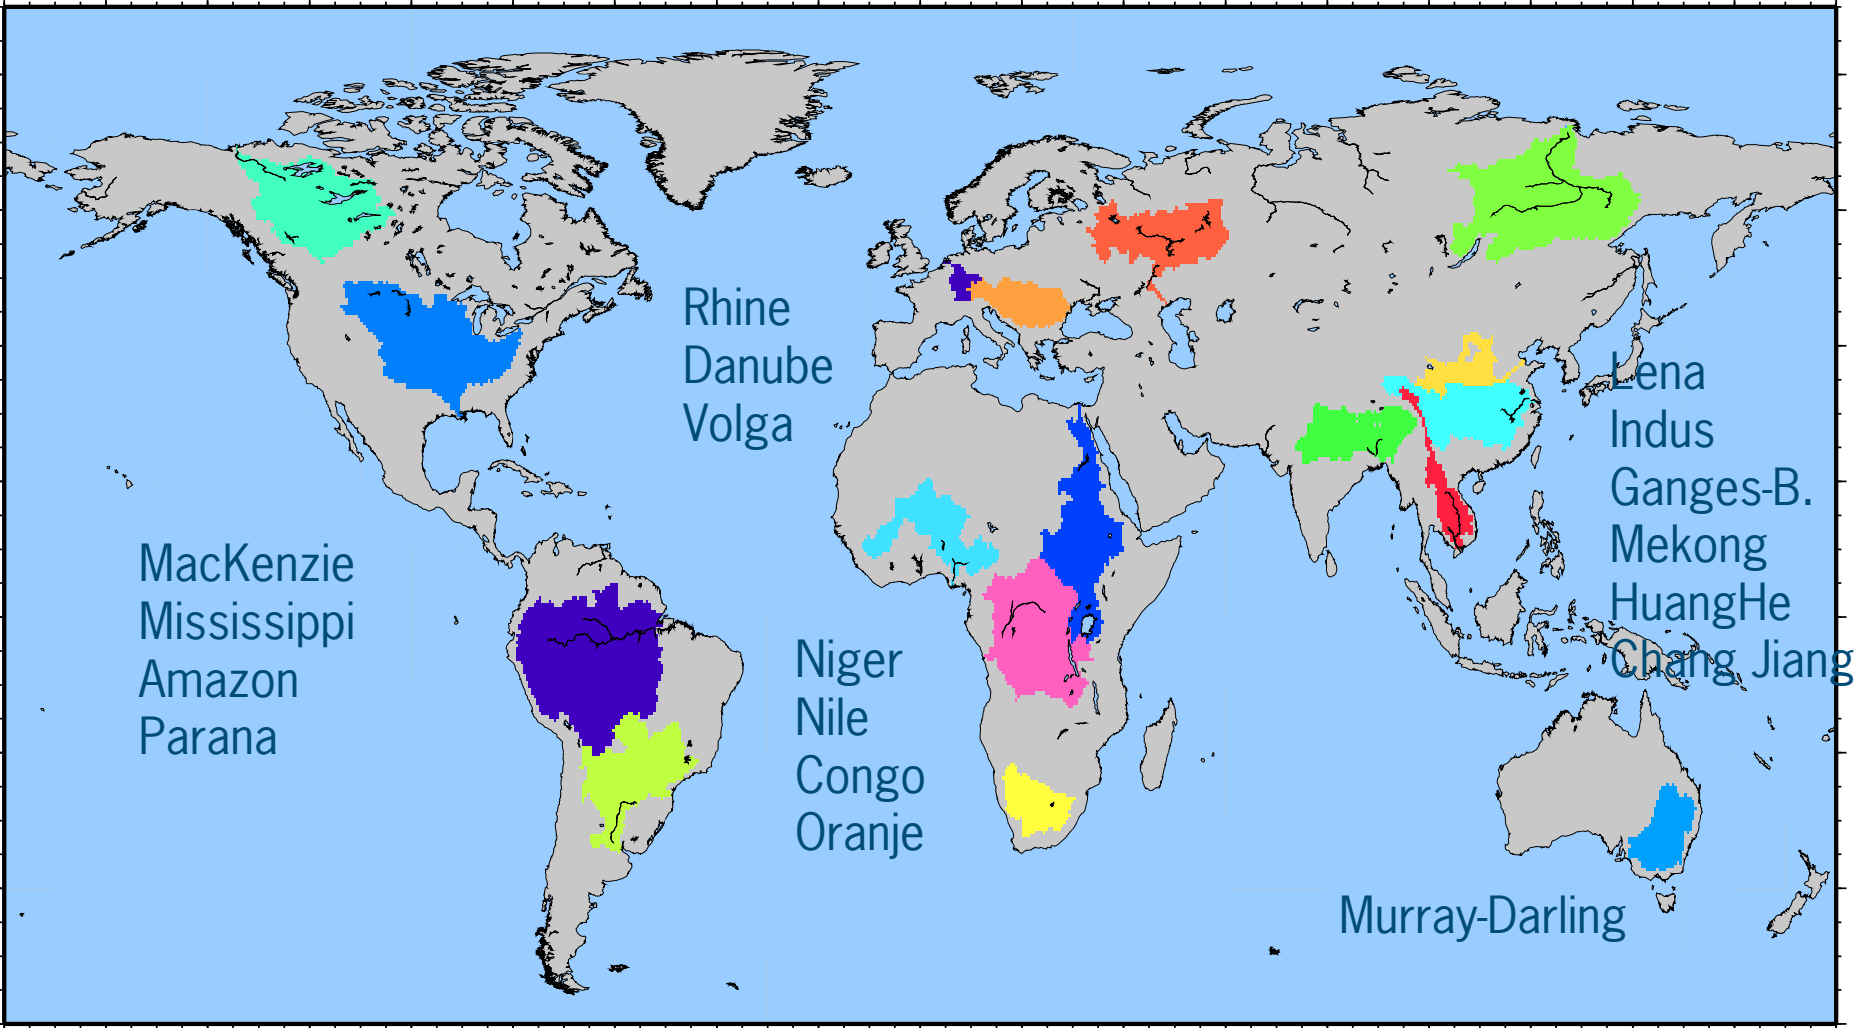 Rhine
Danube
Volga
Lena
Indus
Ganges-B.
Mekong
HuangHe
Chang Jiang
MacKenzie
Mississippi
Amazon
Parana
Niger
Nile
Congo
Oranje
Murray-Darling